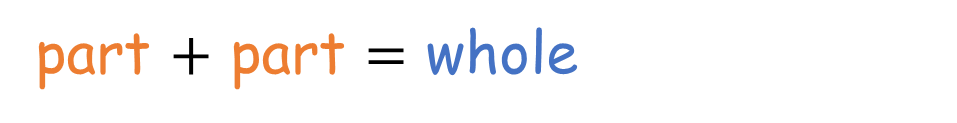 part + part = whole